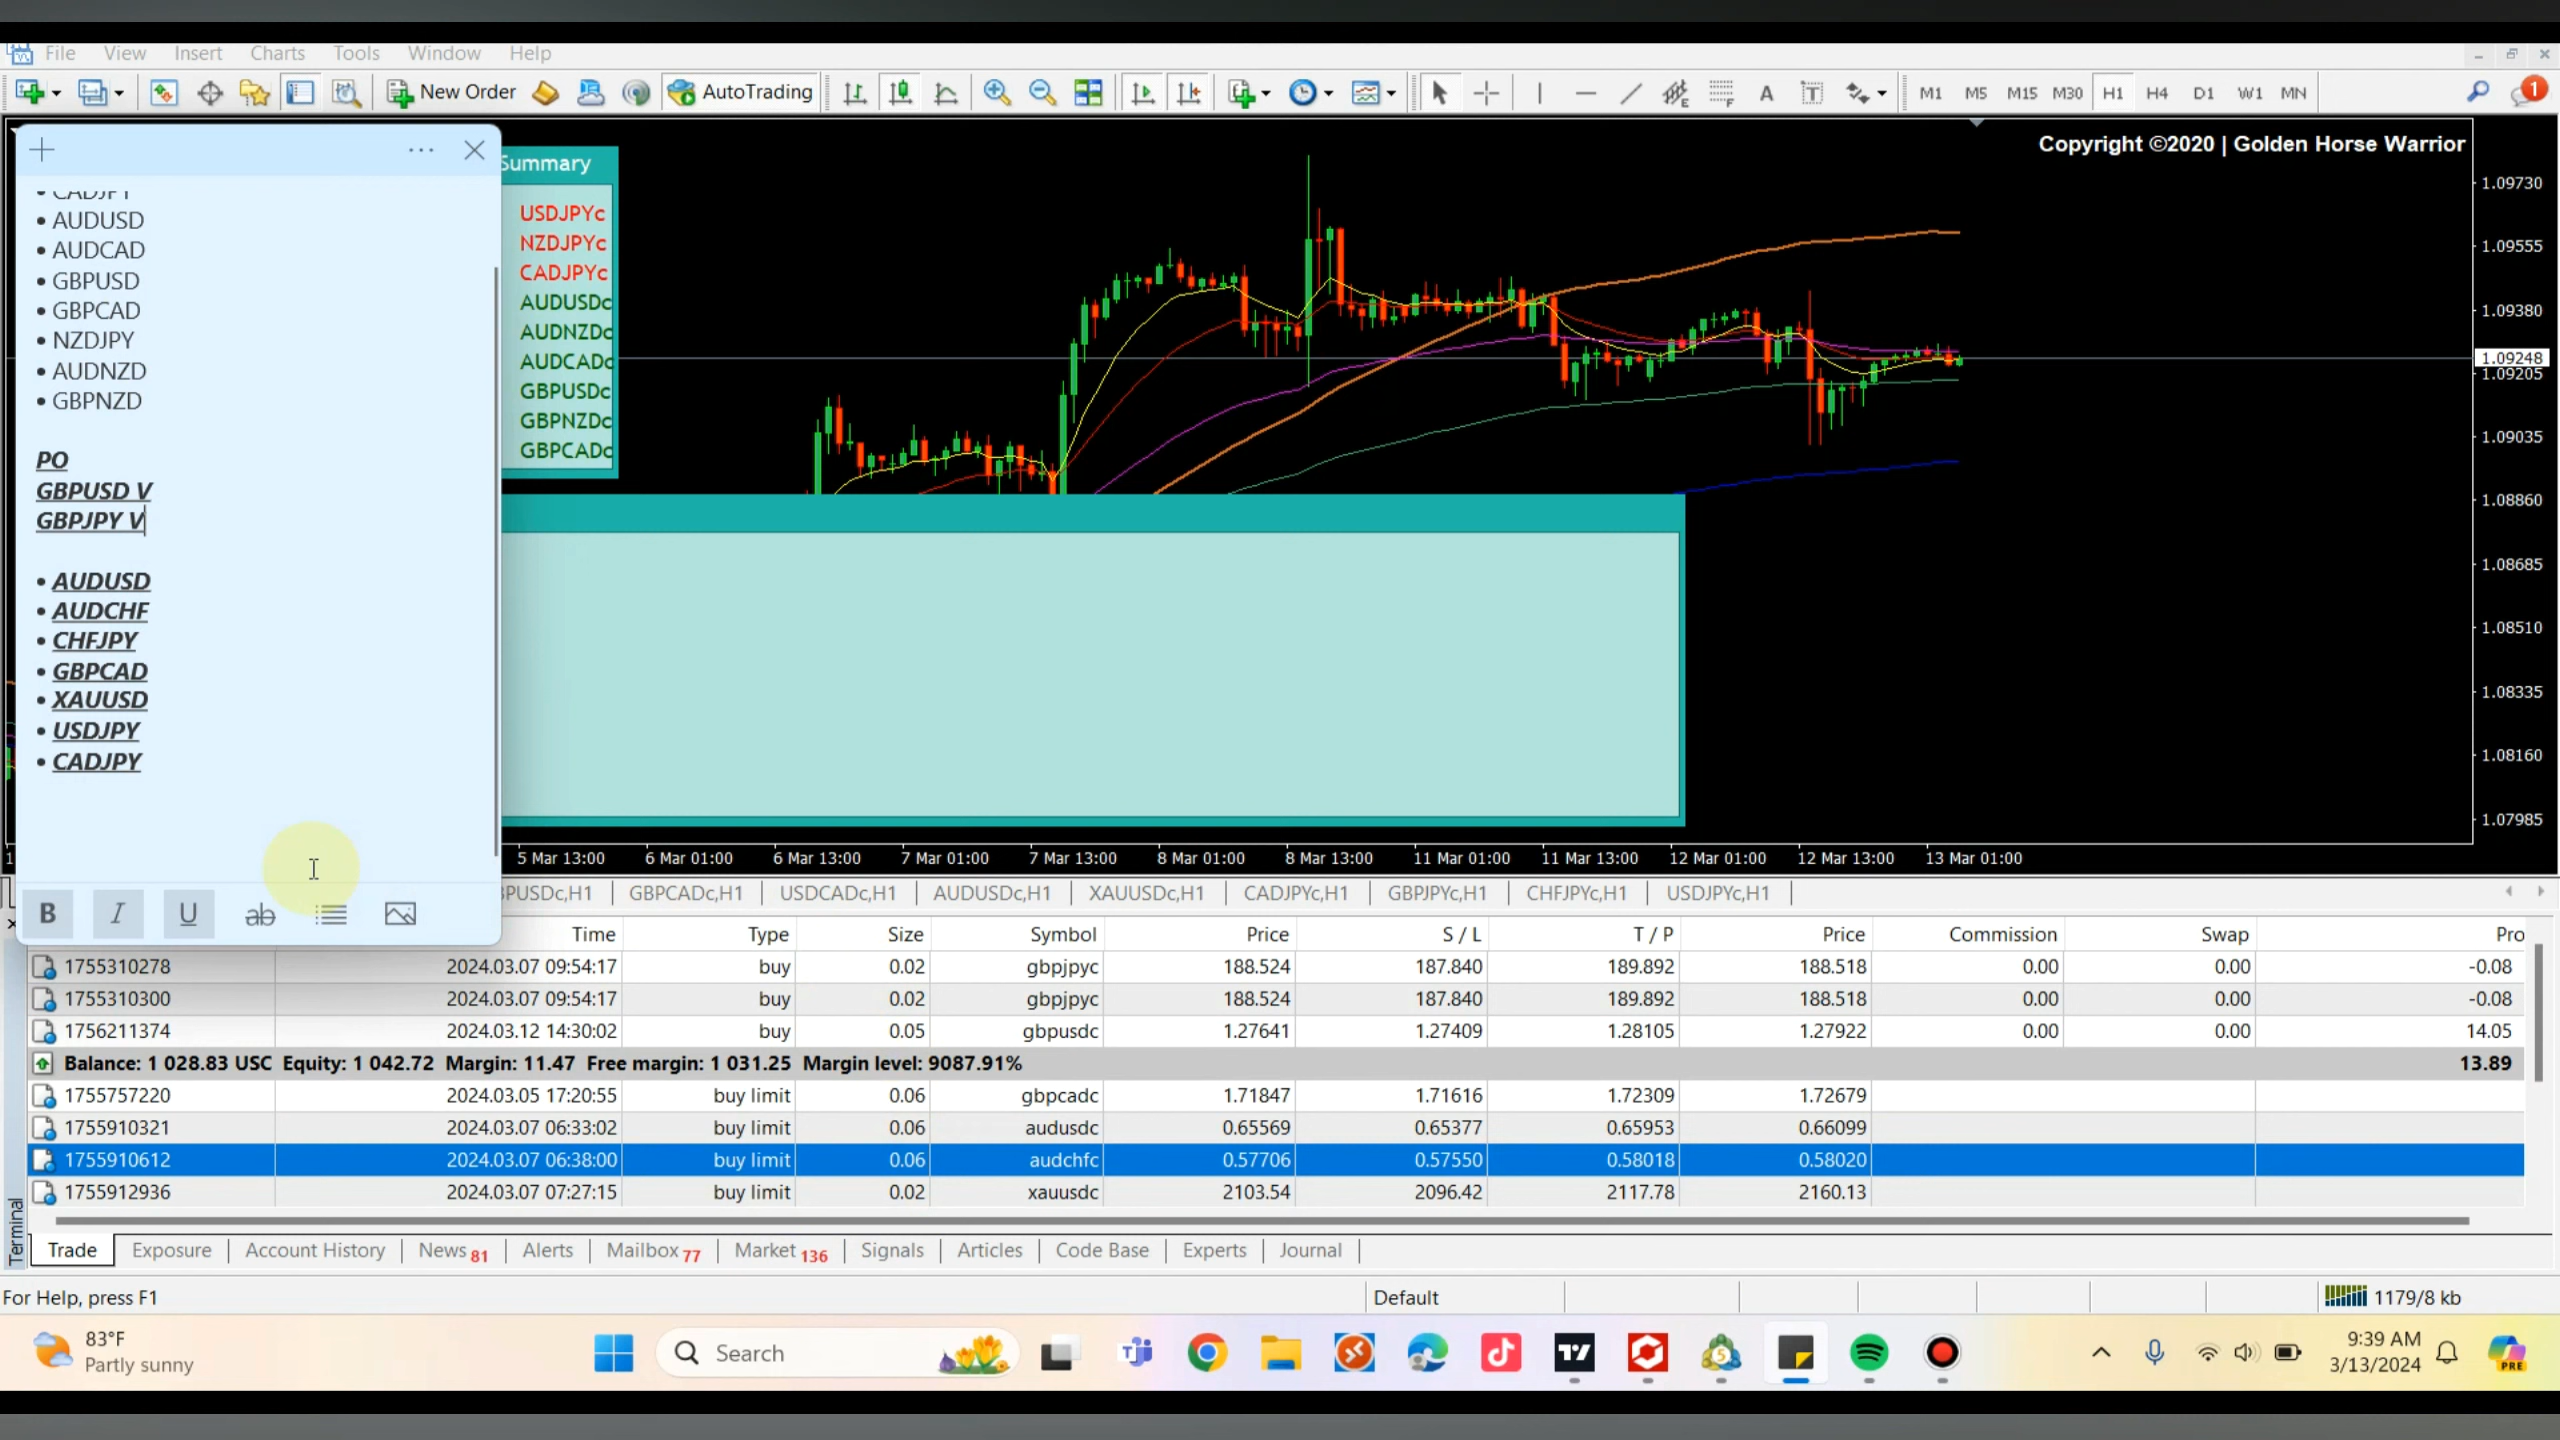 File View Insert Charts Tools Window Help
New Order AutoTrading A T M1 M5 M15 M30 H1 H4 D1 W1 MN 1
Copyright ©2020 | Golden Horse Warrior
• CADJPY
• AUDUSD
• AUDCAD
• GBPUSD
• GBPCAD
• NZDJPY
• AUDNZD
• GBPNZD
PO
GBPUSD V
GBPJPY V
• AUDUSD
• AUDCHF
• CHFJPY
• GBPCAD
• XAUUSD
• USDJPY
• CADJPY
B I U ab
Summary
USDJPYc
NZDJPYc
CADJPYc
AUDUSDc
AUDNZDc
AUDCADc
GBPUSDc
GBPNZDc
GBPCADc
1.09730
1.09555
1.09380
1.09248
1.09205
1.09035
1.08860
1.08685
1.08510
1.08335
1.08160
1.07985
5 Mar 13:00 6 Mar 01:00 6 Mar 13:00 7 Mar 01:00 7 Mar 13:00 8 Mar 01:00 8 Mar 13:00 11 Mar 01:00 11 Mar 13:00 12 Mar 01:00 12 Mar 13:00 13 Mar 01:00
PUSDc,H1 GBPCADc,H1 USDCADc,H1 AUDUSDc,H1 XAUUSDc,H1 CADJPYc,H1 GBPJPYc,H1 CHFJPYc,H1 USDJPYc,H1
Time Type Size Symbol Price S / L T / P Price Commission Swap Pro
1755310278 2024.03.07 09:54:17 buy 0.02 gbpjpyc 188.524 187.840 189.892 188.518 0.00 0.00 -0.08
1755310300 2024.03.07 09:54:17 buy 0.02 gbpjpyc 188.524 187.840 189.892 188.518 0.00 0.00 -0.08
1756211374 2024.03.12 14:30:02 buy 0.05 gbpusdc 1.27641 1.27409 1.28105 1.27922 0.00 0.00 14.05
Balance: 1 028.83 USC Equity: 1 042.72 Margin: 11.47 Free margin: 1 031.25 Margin level: 9087.91% 13.89
1755757220 2024.03.05 17:20:55 buy limit 0.06 gbpcadc 1.71847 1.71616 1.72309 1.72679
1755910321 2024.03.07 06:33:02 buy limit 0.06 audusdc 0.65569 0.65377 0.65953 0.66099
1755910612 2024.03.07 06:38:00 buy limit 0.06 audchfc 0.57706 0.57550 0.58018 0.58020
1755912936 2024.03.07 07:27:15 buy limit 0.02 xauusdc 2103.54 2096.42 2117.78 2160.13
Terminal
Trade Exposure Account History News 81 Alerts Mailbox 77 Market 136 Signals Articles Code Base Experts Journal
For Help, press F1 Default 1179/8 kb
83°F
Partly sunny
Search
9:39 AM
3/13/2024
PRE